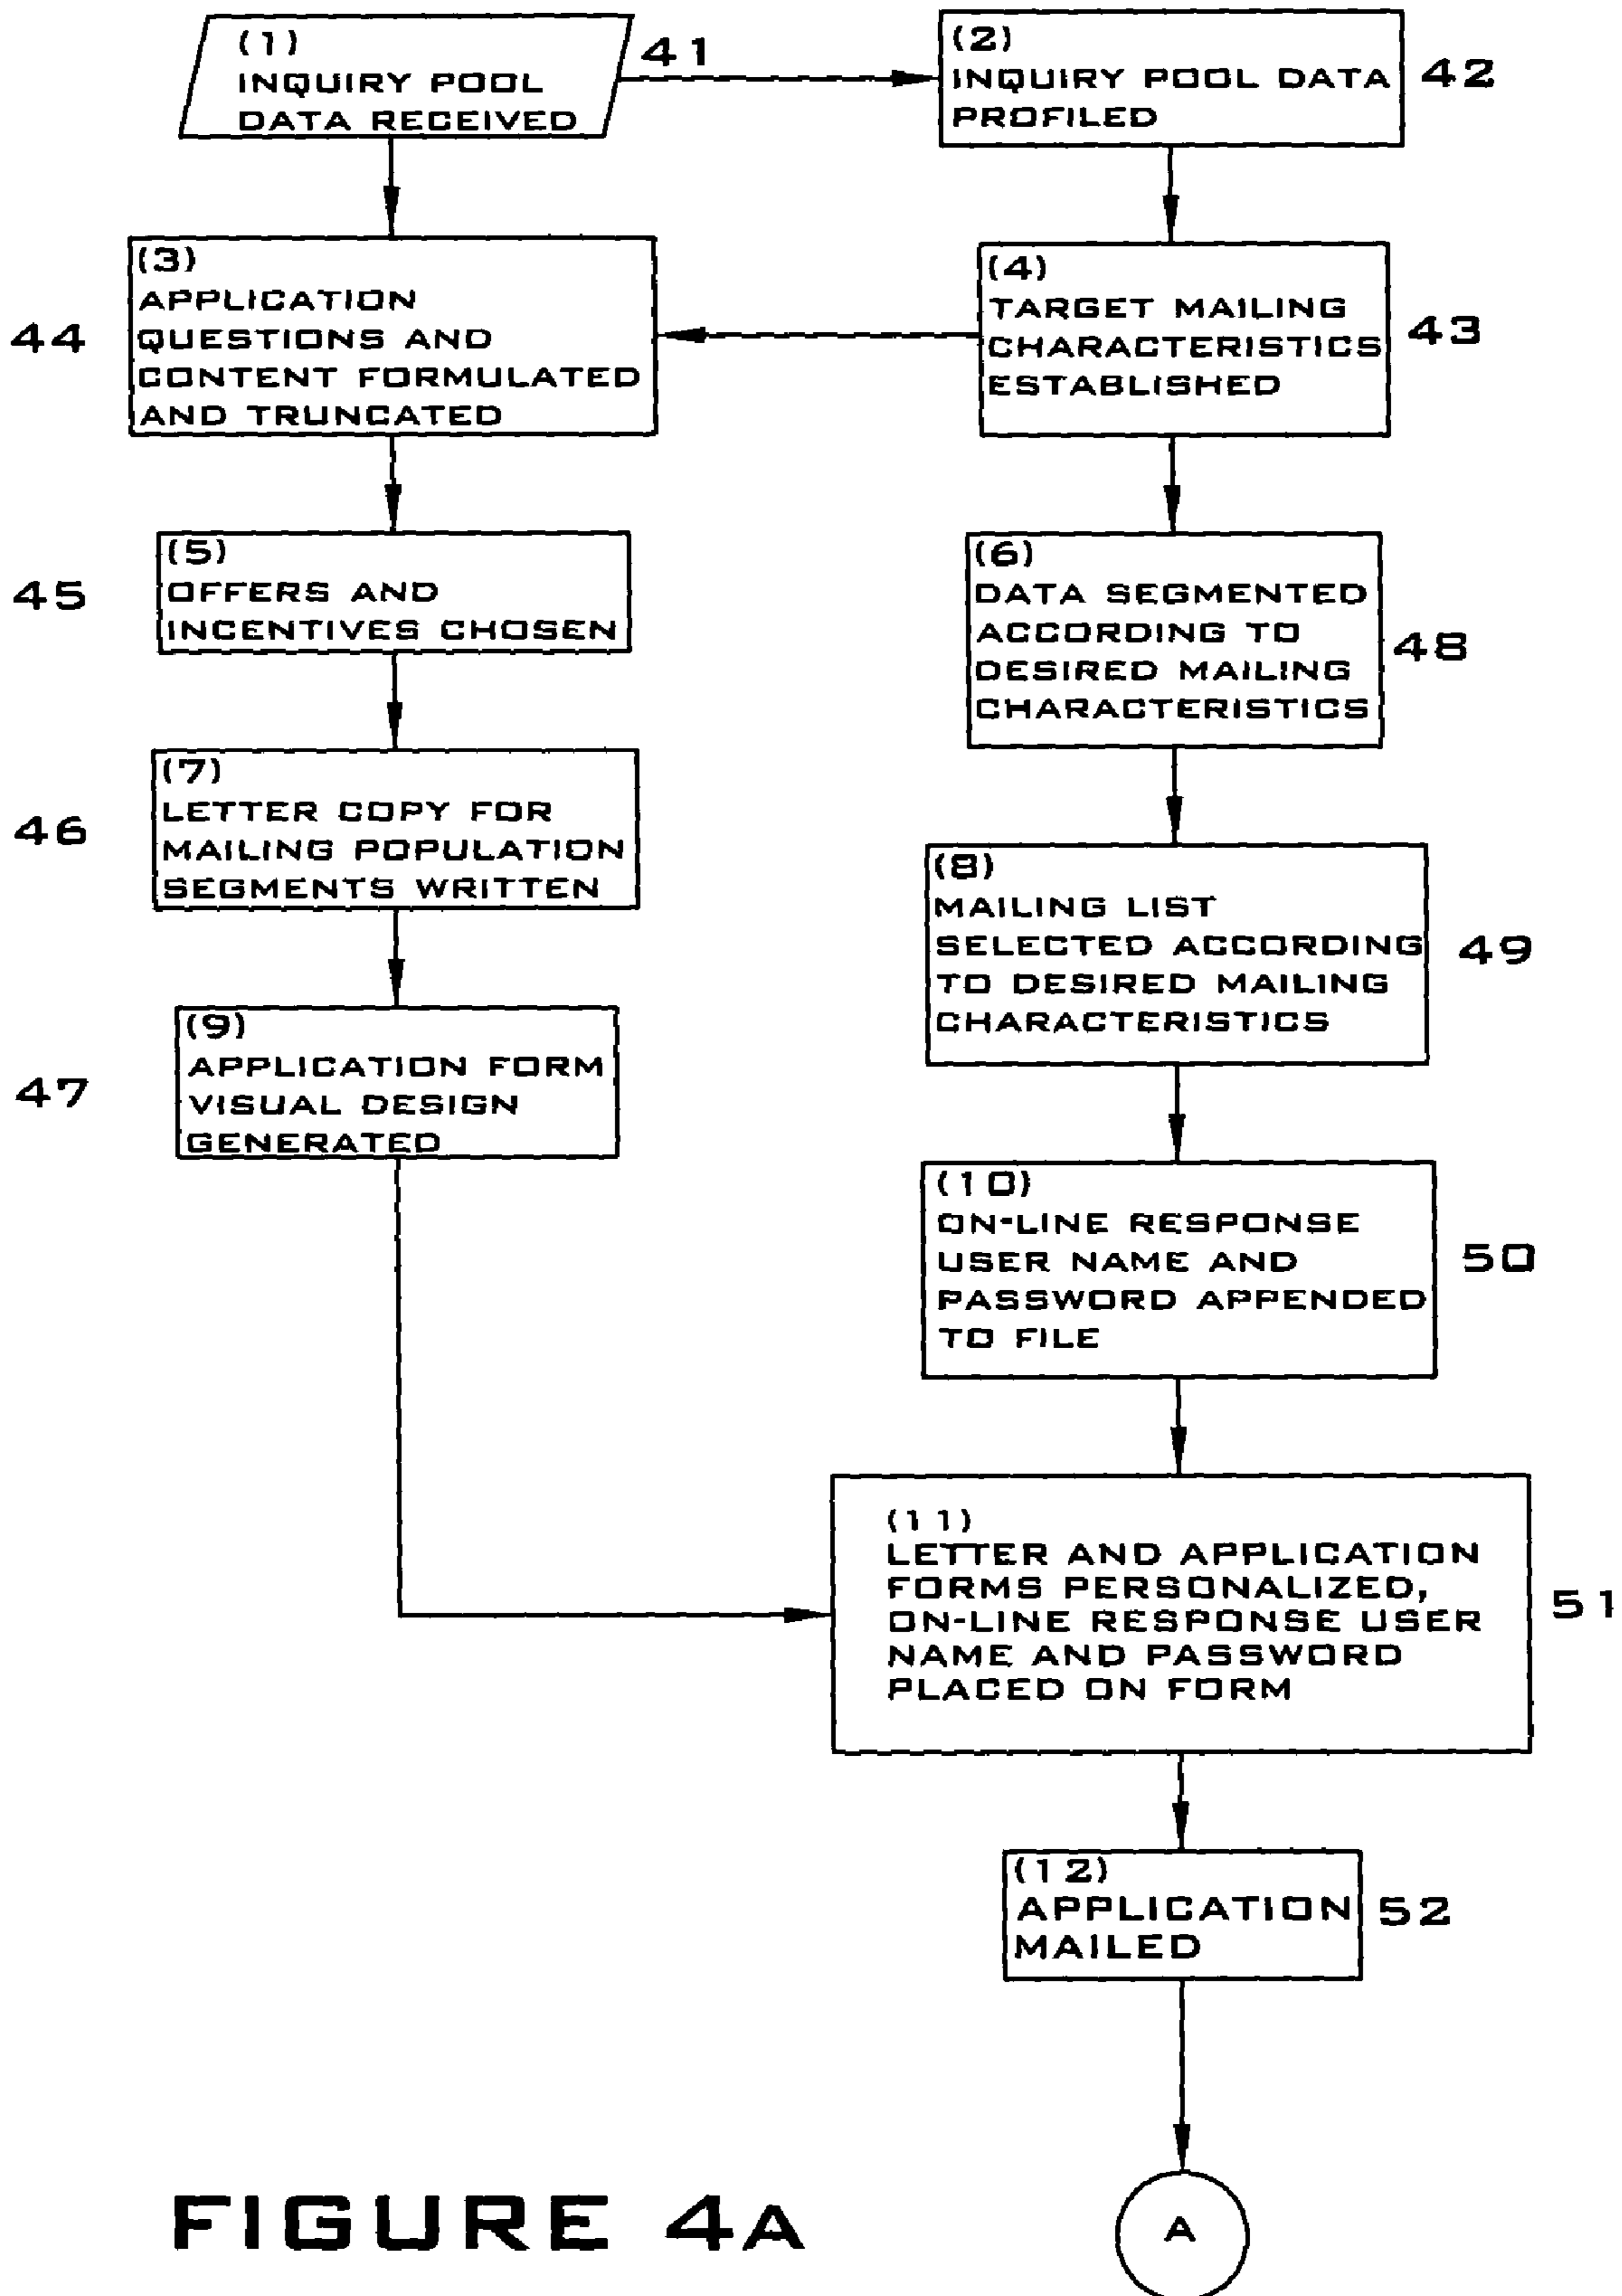 (1)
INQUIRY POOL
DATA RECEIVED
41
(2)
INQUIRY POOL DATA
PROFILED
42
(3)
APPLICATION
QUESTIONS AND
CONTENT FORMULATED
AND TRUNCATED
44
(4)
TARGET MAILING
CHARACTERISTICS
ESTABLISHED
43
(5)
OFFERS AND
INCENTIVES CHOSEN
45
(6)
DATA SEGMENTED
ACCORDING TO
DESIRED MAILING
CHARACTERISTICS
48
(7)
LETTER COPY FOR
MAILING POPULATION
SEGMENTS WRITTEN
46
(8)
MAILING LIST
SELECTED ACCORDING
TO DESIRED MAILING
CHARACTERISTICS
49
(9)
APPLICATION FORM
VISUAL DESIGN
GENERATED
47
(10)
ON-LINE RESPONSE
USER NAME AND
PASSWORD APPENDED
TO FILE
50
(11)
LETTER AND APPLICATION
FORMS PERSONALIZED,
ON-LINE RESPONSE USER
NAME AND PASSWORD
PLACED ON FORM
51
(12)
APPLICATION
MAILED
52
A
FIGURE 4A